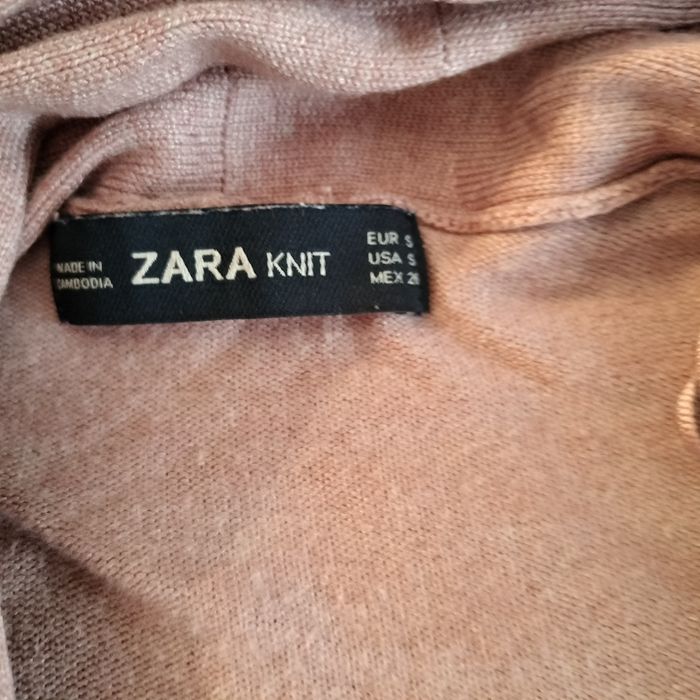 MADE IN
CAMBODIA
ZARA KNIT
EUR S
USA S
MEX 26